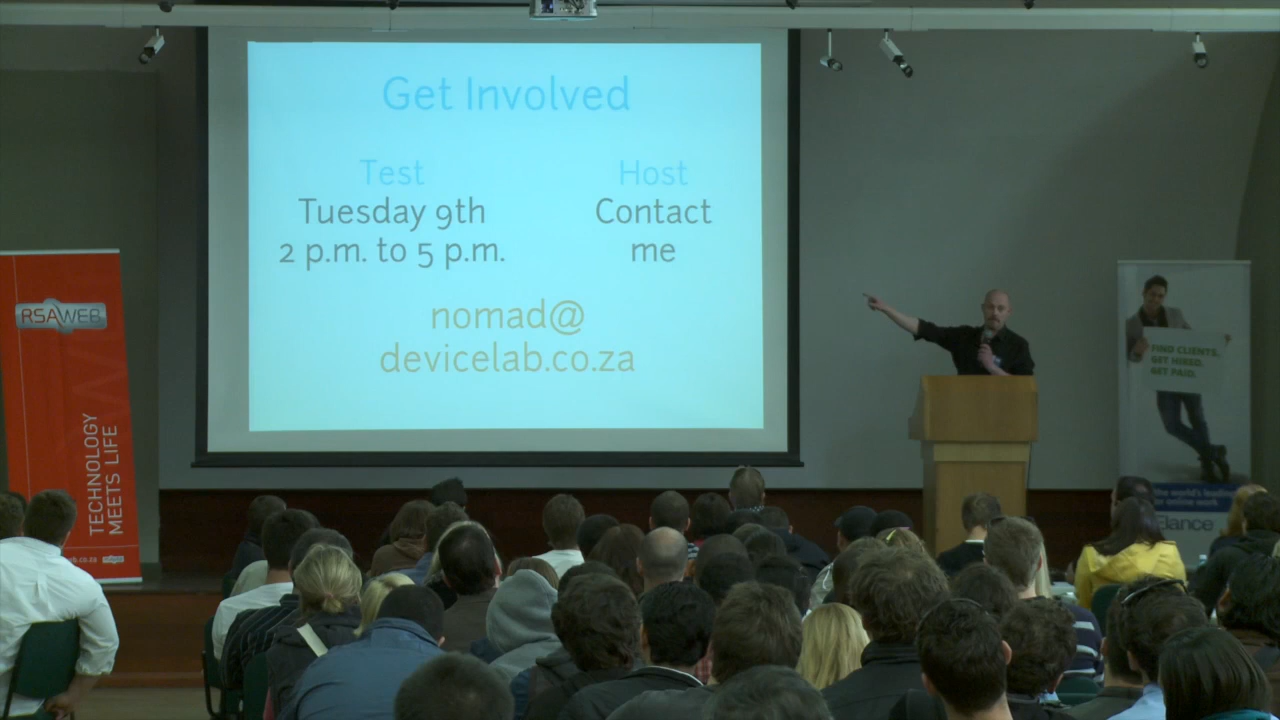 Get Involved
Test
Tuesday 9th
2 p.m. to 5 p.m.
Host
Contact
me
nomad@
devicelab.co.za
RSAWEB
TECHNOLOGY
MEETS LIFE
FIND CLIENTS.
GET HIRED.
GET PAID.